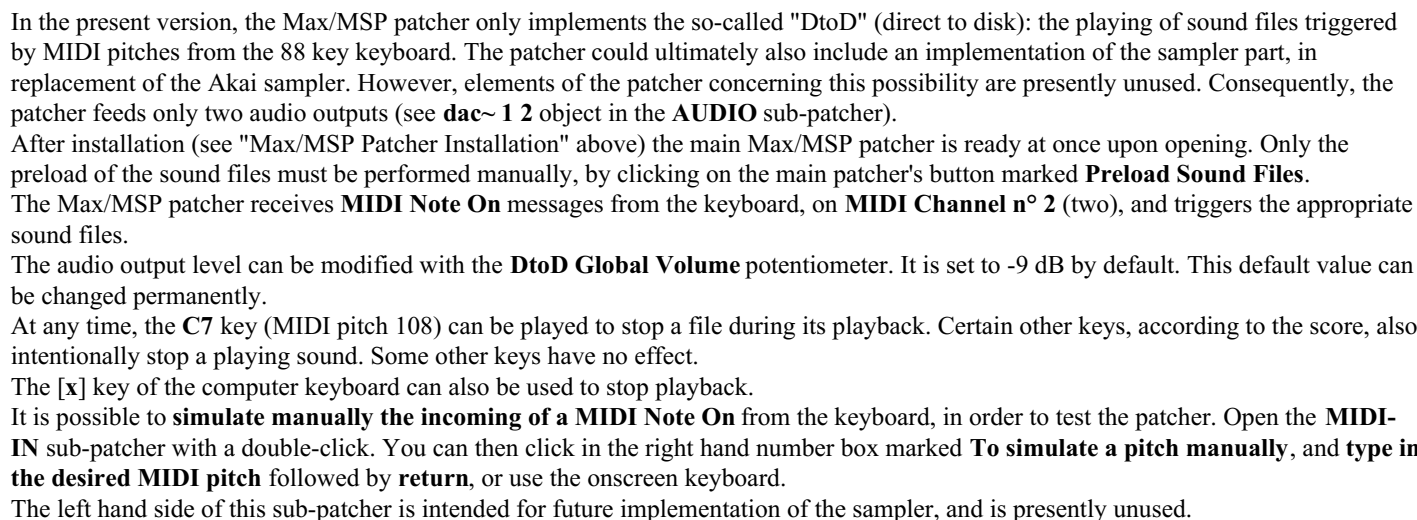 In the present version, the Max/MSP patcher only implements the so-called "DtoD" (direct to disk): the playing of sound files triggered
by MIDI pitches from the 88 key keyboard. The patcher could ultimately also include an implementation of the sampler part, in
replacement of the Akai sampler. However, elements of the patcher concerning this possibility are presently unused. Consequently, the
patcher feeds only two audio outputs (see dac~ 1 2 object in the AUDIO sub-patcher).
After installation (see "Max/MSP Patcher Installation" above) the main Max/MSP patcher is ready at once upon opening. Only the
preload of the sound files must be performed manually, by clicking on the main patcher's button marked Preload Sound Files.
The Max/MSP patcher receives MIDI Note On messages from the keyboard, on MIDI Channel n° 2 (two), and triggers the appropriate
sound files.
The audio output level can be modified with the DtoD Global Volume potentiometer. It is set to -9 dB by default. This default value can
be changed permanently.
At any time, the C7 key (MIDI pitch 108) can be played to stop a file during its playback. Certain other keys, according to the score, also
intentionally stop a playing sound. Some other keys have no effect.
The [x] key of the computer keyboard can also be used to stop playback.
It is possible to simulate manually the incoming of a MIDI Note On from the keyboard, in order to test the patcher. Open the MIDI-
IN sub-patcher with a double-click. You can then click in the right hand number box marked To simulate a pitch manually, and type in
the desired MIDI pitch followed by return, or use the onscreen keyboard.
The left hand side of this sub-patcher is intended for future implementation of the sampler, and is presently unused.